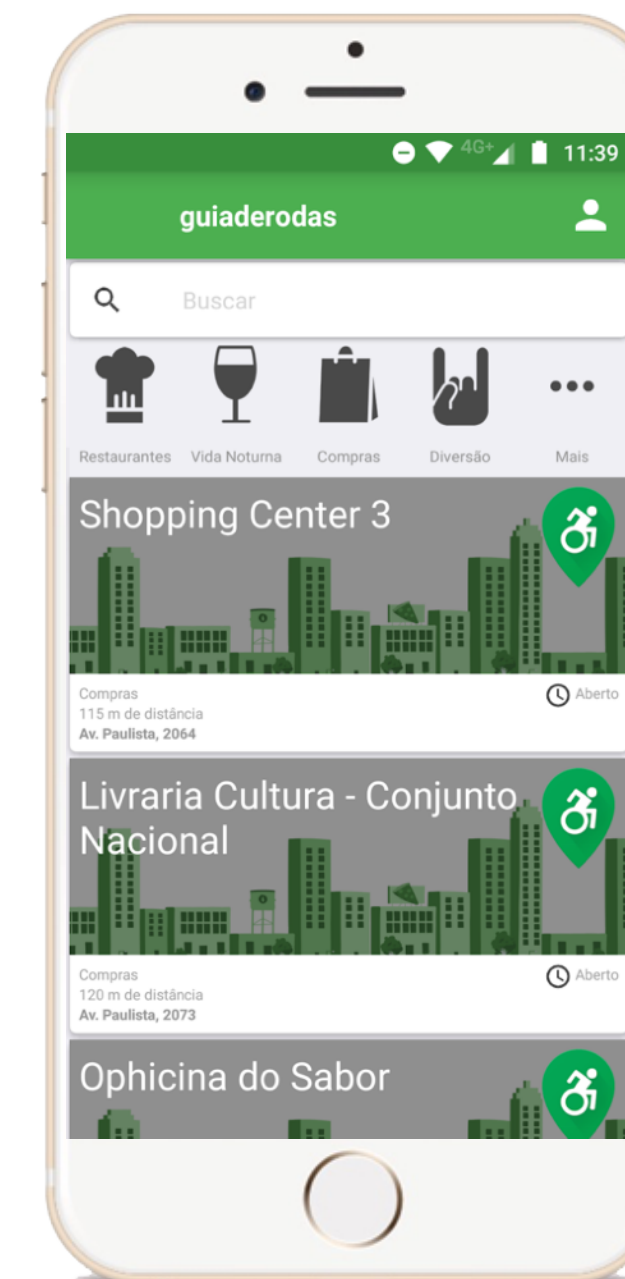 4G+ 11:39
guiaderodas
Buscar
Restaurantes Vida Noturna Compras Diversão Mais
Shopping Center 3
Compras
115 m de distância
Av. Paulista, 2064
Aberto
Livraria Cultura - Conjunto
Nacional
Compras
120 m de distância
Av. Paulista, 2073
Aberto
Ophicina do Sabor